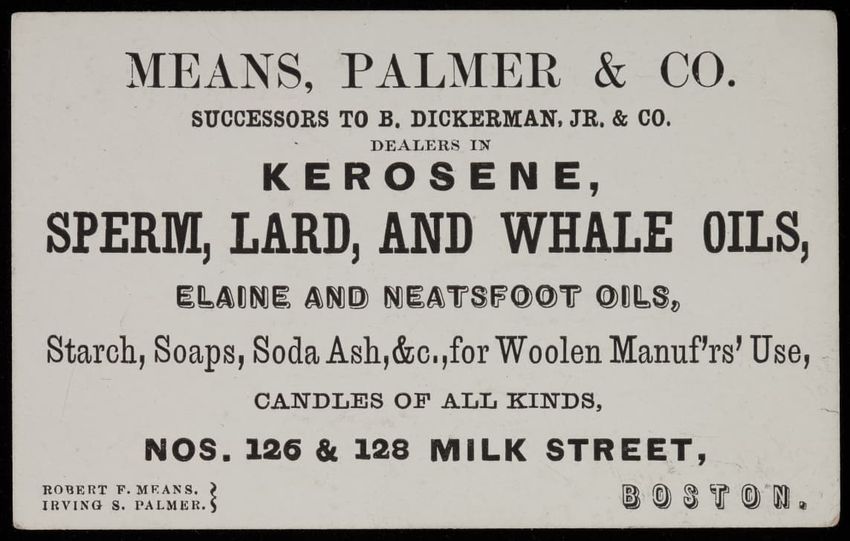 MEANS, PALMER & CO.
SUCCESSORS TO B. DICKERMAN, JR. & CO.
DEALERS IN
KEROSENE,
SPERM, LARD, AND WHALE OILS,
ELAINE AND NEATSFOOT OILS,
Starch, Soaps, Soda Ash, &c., for Woolen Manuf'rs' Use,
CANDLES OF ALL KINDS,
NOS. 126 & 128 MILK STREET,
ROBERT F. MEANS.
IRVING S. PALMER.
BOSTON.